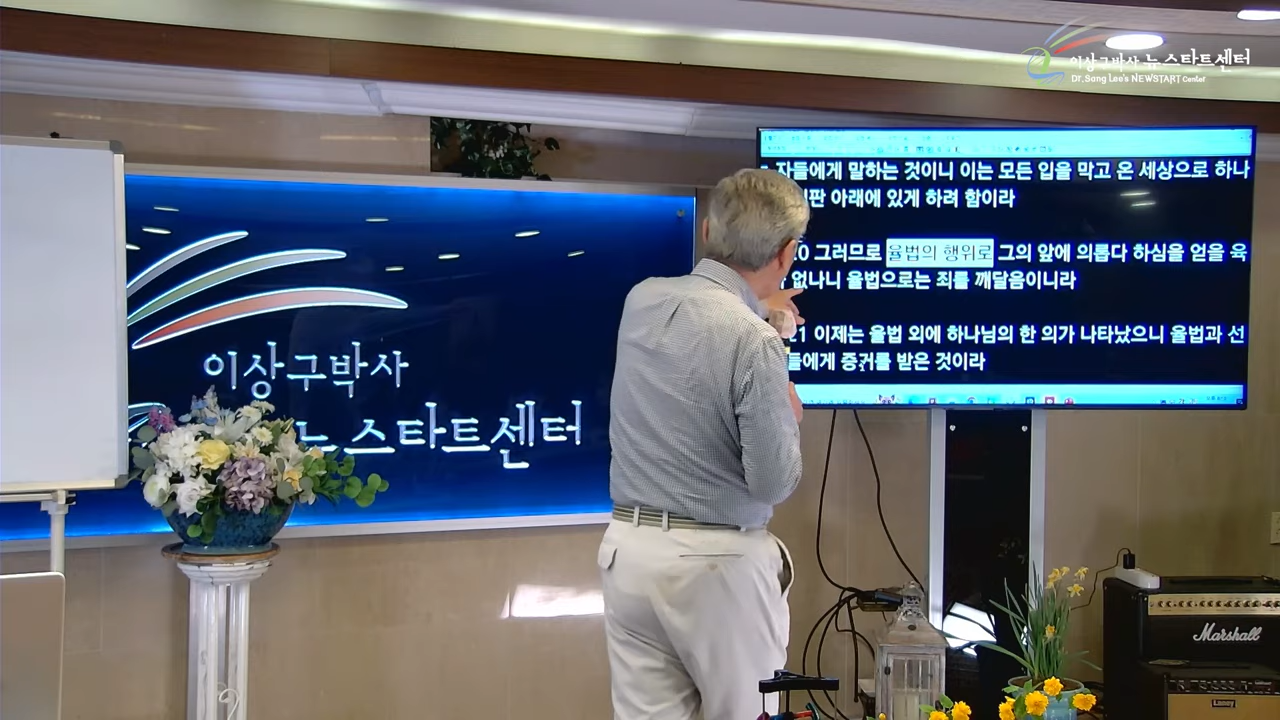 이상구박사 뉴스타트센터
Dr. Sang Lee's NEWSTART Center
자들에게 말하는 것이니 이는 모든 입을 막고 온 세상으로 하나
판 아래에 있게 하려 함이라
0 그러므로 율법의 행위로 그의 앞에 의롭다 하심을 얻을 육
없나니 율법으로는 죄를 깨달음이니라
21 이제는 율법 외에 하나님의 한 의가 나타났으니 율법과 선
들에게 증거를 받은 것이라
이상구박사
뉴스타트센터
Marshall
Laney